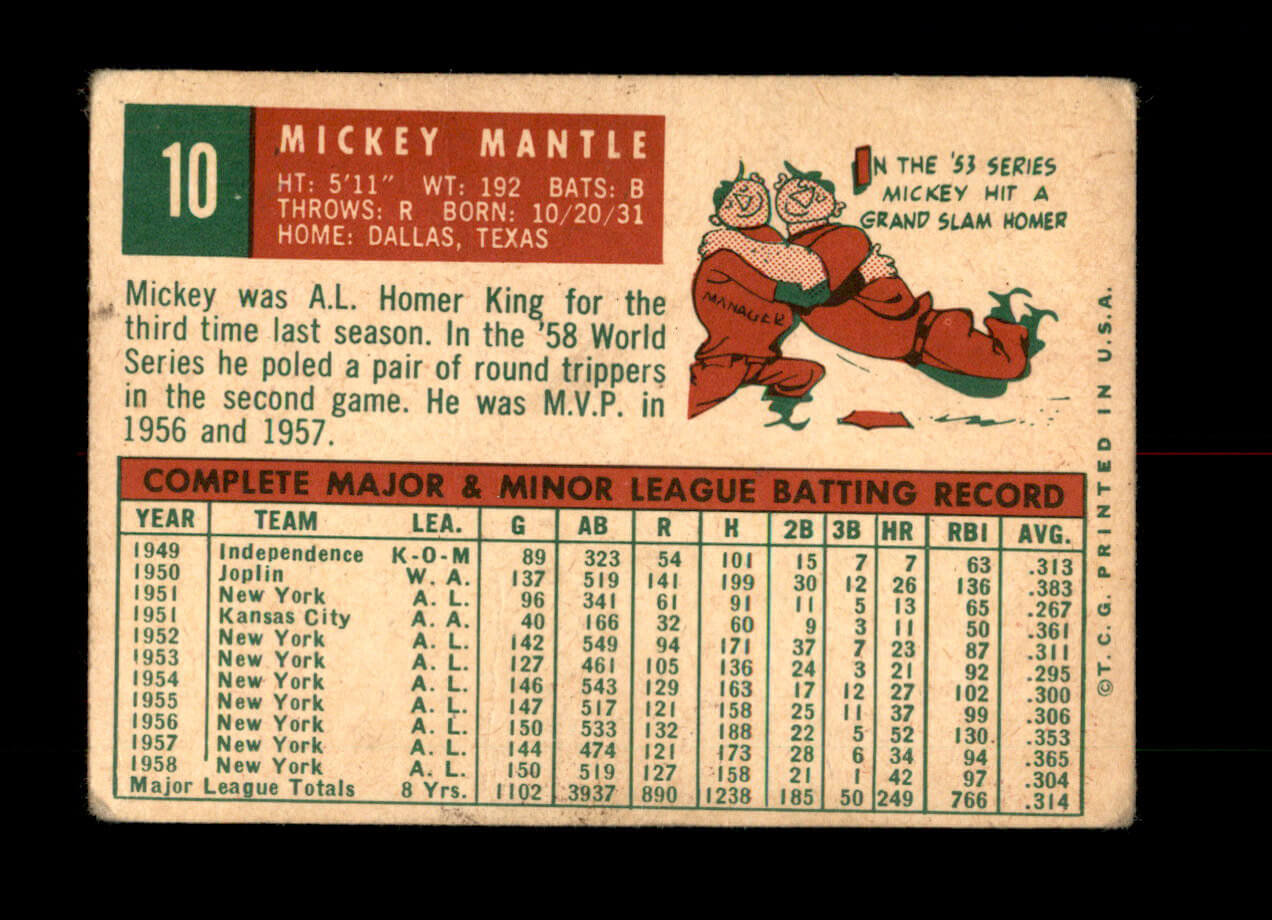 10
MICKEY MANTLE
HT: 5'11" WT: 192 BATS: B
THROWS: R BORN: 10/20/31
HOME: DALLAS, TEXAS
IN THE '53 SERIES
MICKEY HIT A
GRAND SLAM HOMER
MANAGER
Mickey was A.L. Homer King for the
third time last season. In the '58 World
Series he poled a pair of round trippers
in the second game. He was M.V.P. in
1956 and 1957.
COMPLETE MAJOR & MINOR LEAGUE BATTING RECORD
YEAR TEAM LEA. G AB R H 2B 3B HR RBI AVG.
1949 Independence K-O-M 89 323 54 101 15 7 7 63 .313
1950 Joplin W. A. 137 519 141 199 30 12 26 136 .383
1951 New York A. L. 96 341 61 91 11 5 13 65 .267
1951 Kansas City A. A. 40 166 32 60 9 3 11 50 .361
1952 New York A. L. 142 549 94 171 37 7 23 87 .311
1953 New York A. L. 127 461 105 136 24 3 21 92 .295
1954 New York A. L. 146 543 129 163 17 12 27 102 .300
1955 New York A. L. 147 517 121 158 25 11 37 99 .306
1956 New York A. L. 150 533 132 188 22 5 52 130 .353
1957 New York A. L. 144 474 121 173 28 6 34 94 .365
1958 New York A. L. 150 519 127 158 21 1 42 97 .304
Major League Totals 8 Yrs. 1102 3937 890 1238 185 50 249 766 .314
©T.C.G. PRINTED IN U.S.A.